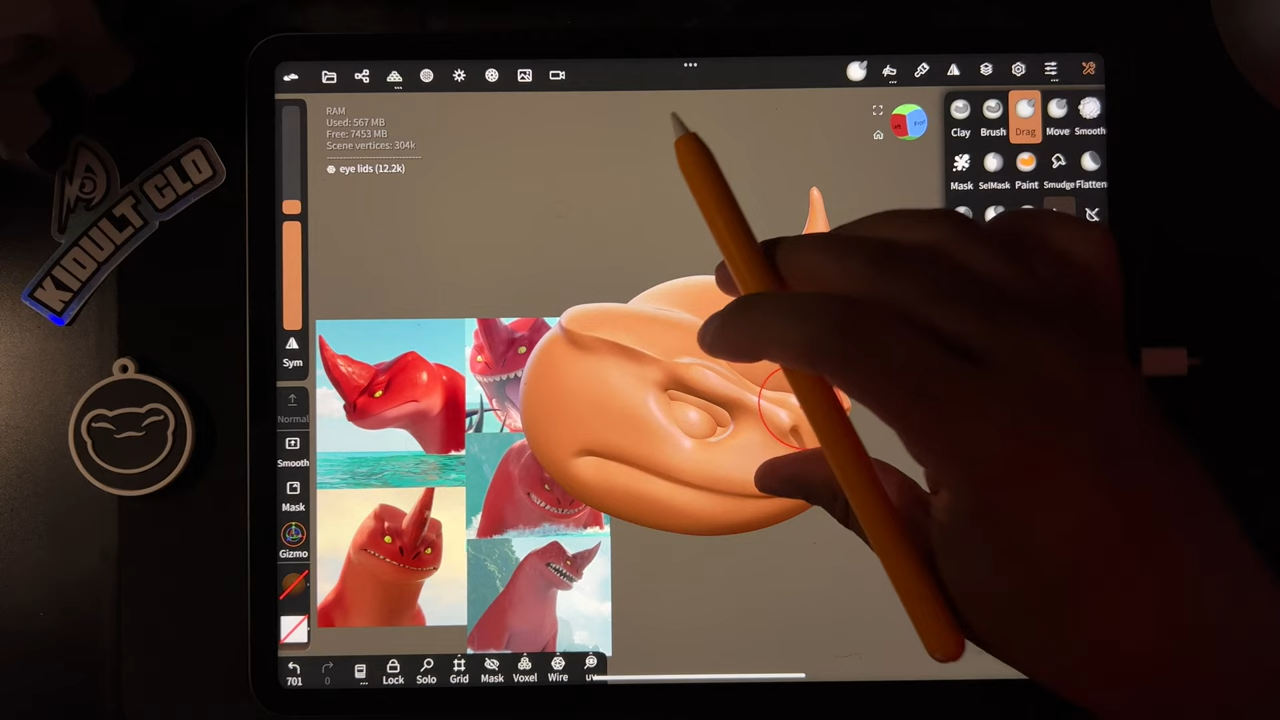 RAM
Used: 567 MB
Free: 7453 MB
Scene vertices: 304k
eye lids (12.2k)
Left
Front
Clay
Brush
Drag
Move
Smooth
Mask
SelMask
Paint
Smudge
Flatten
KIDULT CLO
Sym
Normal
Smooth
Mask
Gizmo
701
0
Lock
Solo
Grid
Mask
Voxel
Wire